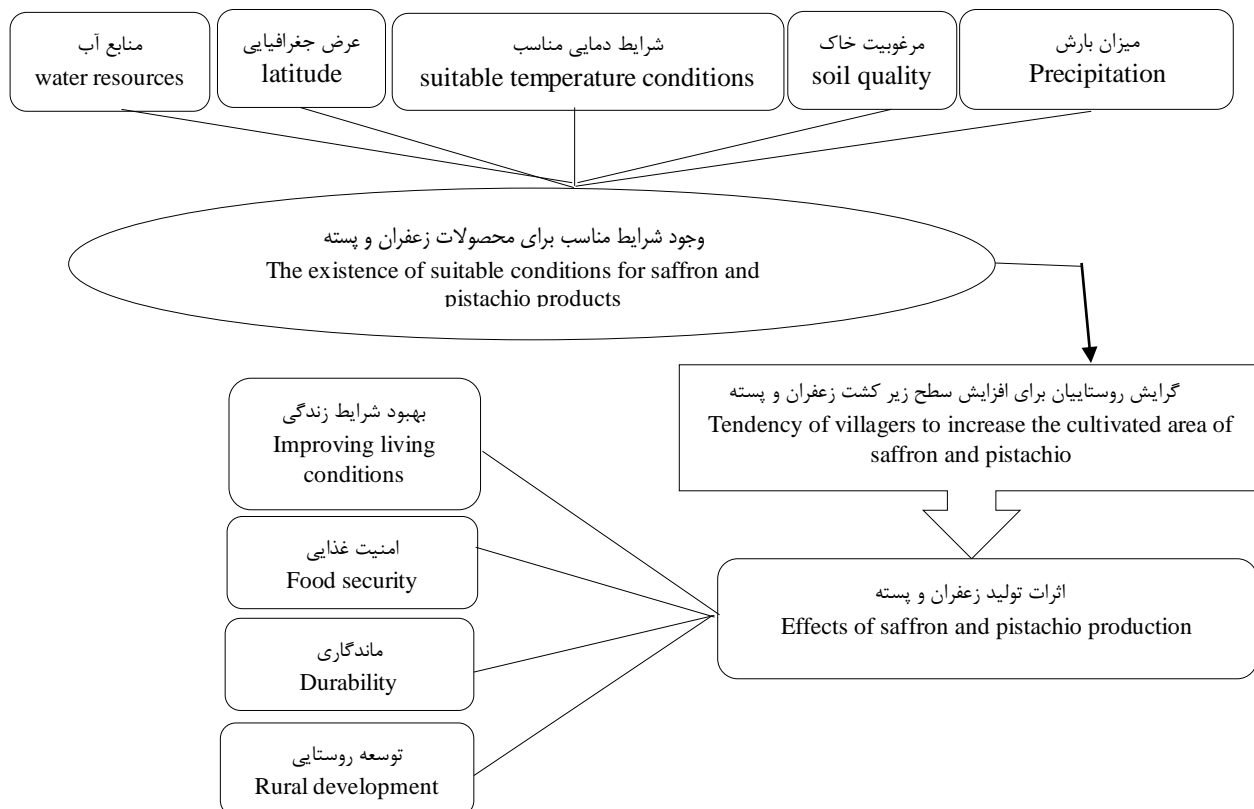 منابع آب
water resources
عرض جغرافیایی
latitude
شرایط دمایی مناسب
suitable temperature conditions
مرغوبیت خاک
soil quality
میزان بارش
Precipitation
وجود شرایط مناسب برای محصولات زعفران و پسته
The existence of suitable conditions for saffron and
pistachio products
گرایش روستاییان برای افزایش سطح زیر کشت زعفران و پسته
Tendency of villagers to increase the cultivated area of
saffron and pistachio
بهبود شرایط زندگی
Improving living
conditions
امنیت غذایی
Food security
ماندگاری
Durability
توسعه روستایی
Rural development
اثرات تولید زعفران و پسته
Effects of saffron and pistachio production